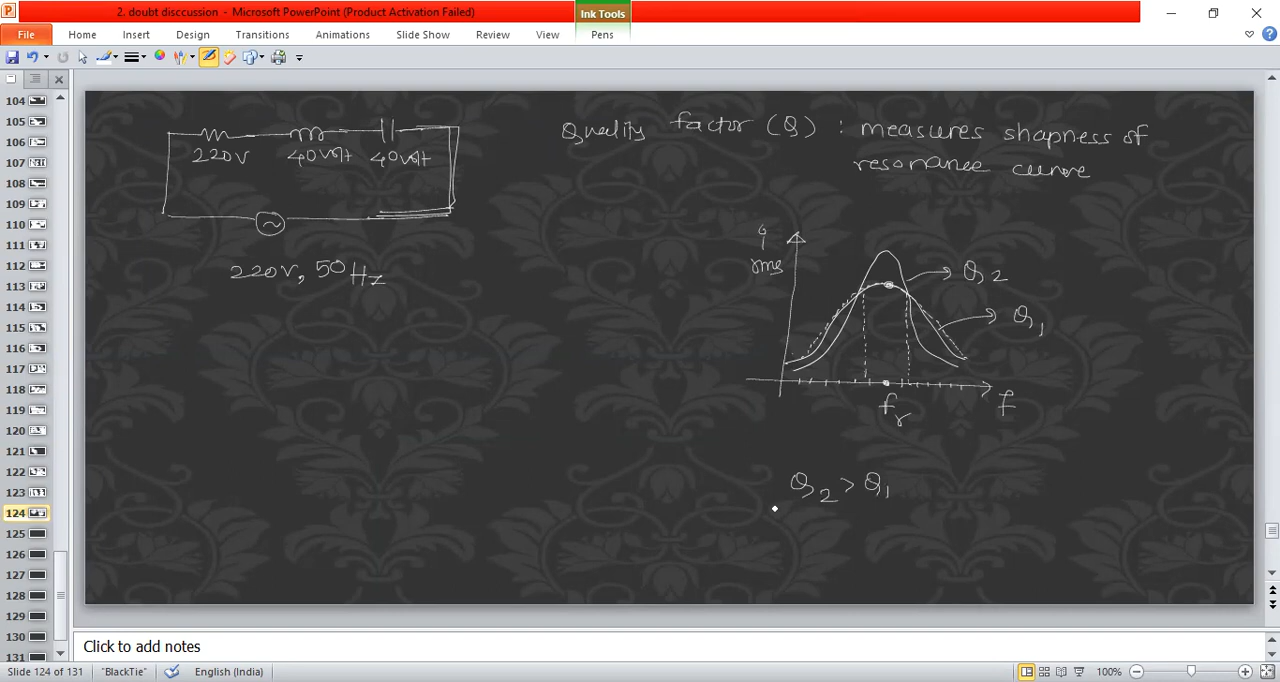 2. doubt disccussion - Microsoft PowerPoint (Product Activation Failed)
Ink Tools
File Home Insert Design Transitions Animations Slide Show Review View Pens
104
105
106
107
108
109
110
111
112
113
114
115
116
117
118
119
120
121
122
123
124
125
126
127
128
129
130
131
220V 40Volt 40Volt
220V, 50 Hz
Quality factor (Q) : measures shapness of
resonance curve
i
rms
Q2
Q1
fr
f
Q2 > Q1
Click to add notes
Slide 124 of 131 "BlackTie" English (India) 100%